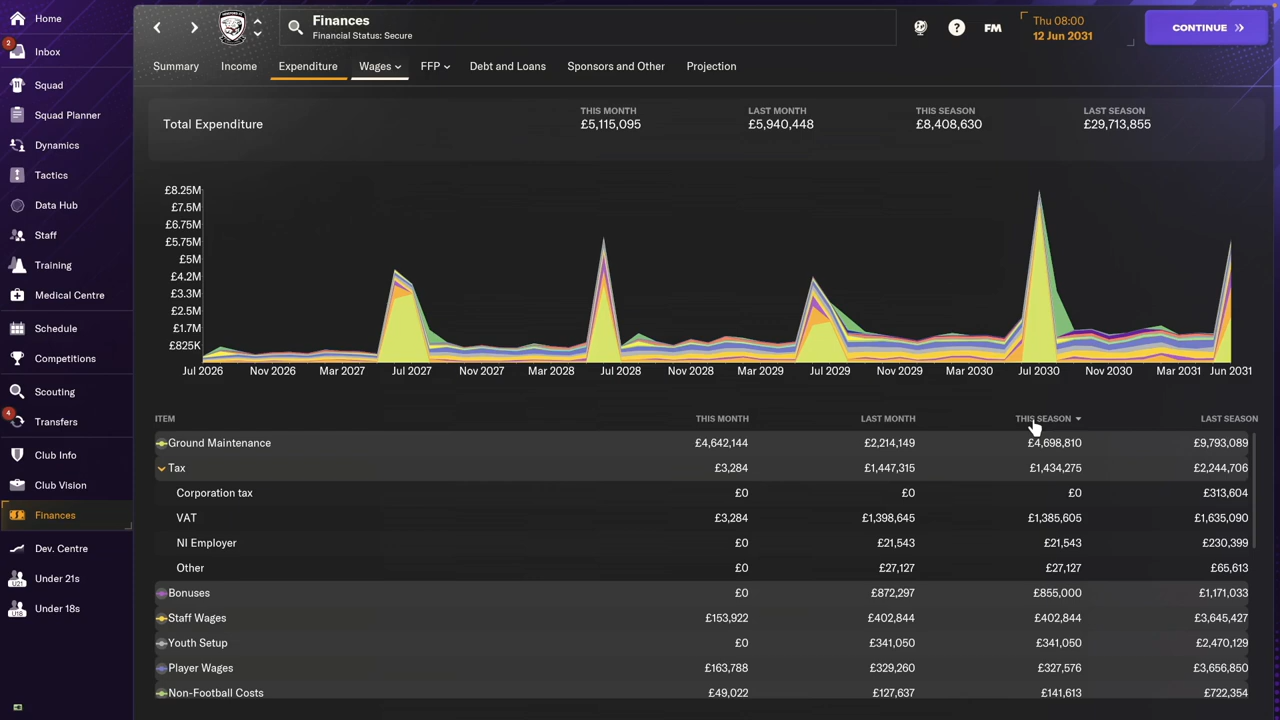 Home
Finances
Financial Status: Secure
FM
Thu 08:00
12 Jun 2031
CONTINUE
2
Inbox
Squad
Squad Planner
Dynamics
Tactics
Data Hub
Staff
Training
Medical Centre
Schedule
Competitions
Scouting
4
Transfers
Club Info
Club Vision
Finances
Dev. Centre
Under 21s
Under 18s
Summary Income Expenditure Wages FFP Debt and Loans Sponsors and Other Projection
Total Expenditure
THIS MONTH LAST MONTH THIS SEASON LAST SEASON
£5,115,095 £5,940,448 £8,408,630 £29,713,855
£8.25M
£7.5M
£6.75M
£5.75M
£5M
£4.2M
£3.3M
£2.5M
£1.7M
£825K
Jul 2026 Nov 2026 Mar 2027 Jul 2027 Nov 2027 Mar 2028 Jul 2028 Nov 2028 Mar 2029 Jul 2029 Nov 2029 Mar 2030 Jul 2030 Nov 2030 Mar 2031 Jun 2031
ITEM THIS MONTH LAST MONTH THIS SEASON LAST SEASON
Ground Maintenance £4,642,144 £2,214,149 £4,698,810 £9,793,089
Tax £3,284 £1,447,315 £1,434,275 £2,244,706
Corporation tax £0 £0 £0 £313,604
VAT £3,284 £1,398,645 £1,385,605 £1,635,090
NI Employer £0 £21,543 £21,543 £230,399
Other £0 £27,127 £27,127 £65,613
Bonuses £0 £872,297 £855,000 £1,171,033
Staff Wages £153,922 £402,844 £402,844 £3,645,427
Youth Setup £0 £341,050 £341,050 £2,470,129
Player Wages £163,788 £329,260 £327,576 £3,656,850
Non-Football Costs £49,022 £127,637 £141,613 £722,354